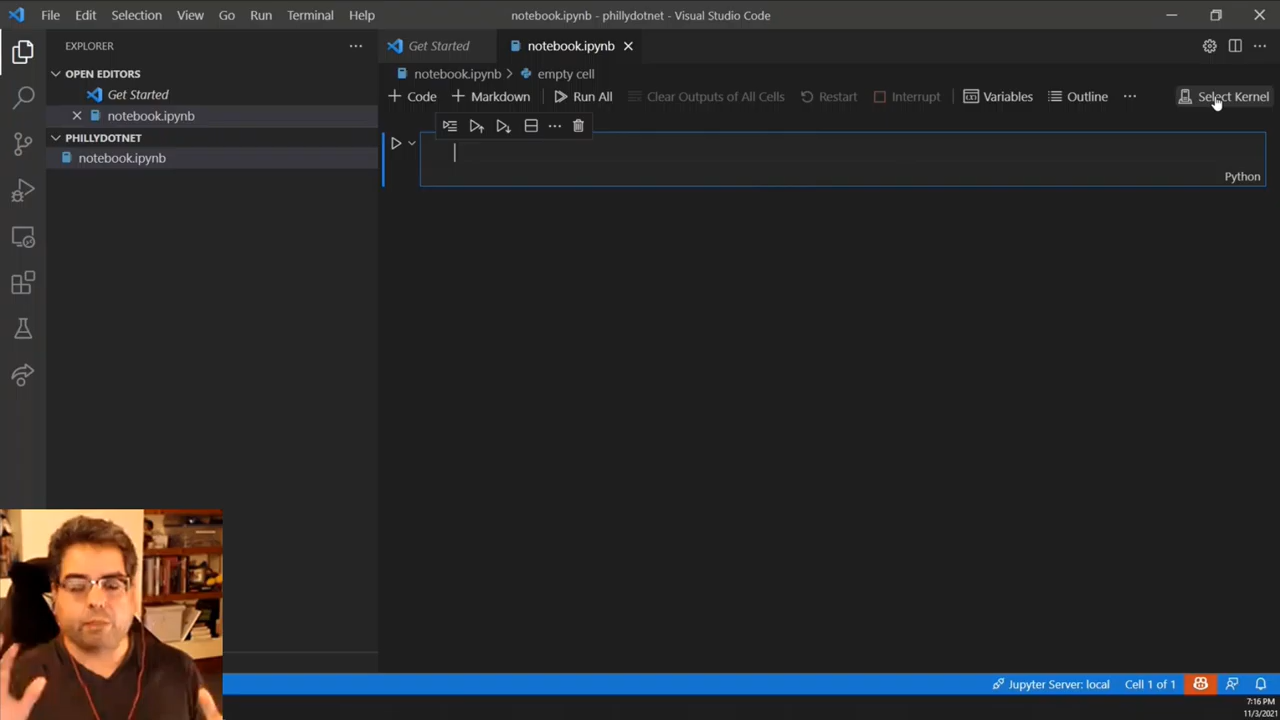 File Edit Selection View Go Run Terminal Help
notebook.ipynb - phillydotnet - Visual Studio Code
EXPLORER
OPEN EDITORS
Get Started
notebook.ipynb
PHILLYDOTNET
notebook.ipynb
Get Started
notebook.ipynb
notebook.ipynb > empty cell
+ Code + Markdown Run All Clear Outputs of All Cells Restart Interrupt Variables Outline ... Select Kernel
Python
Jupyter Server: local Cell 1 of 1
7:16 PM
11/3/2021